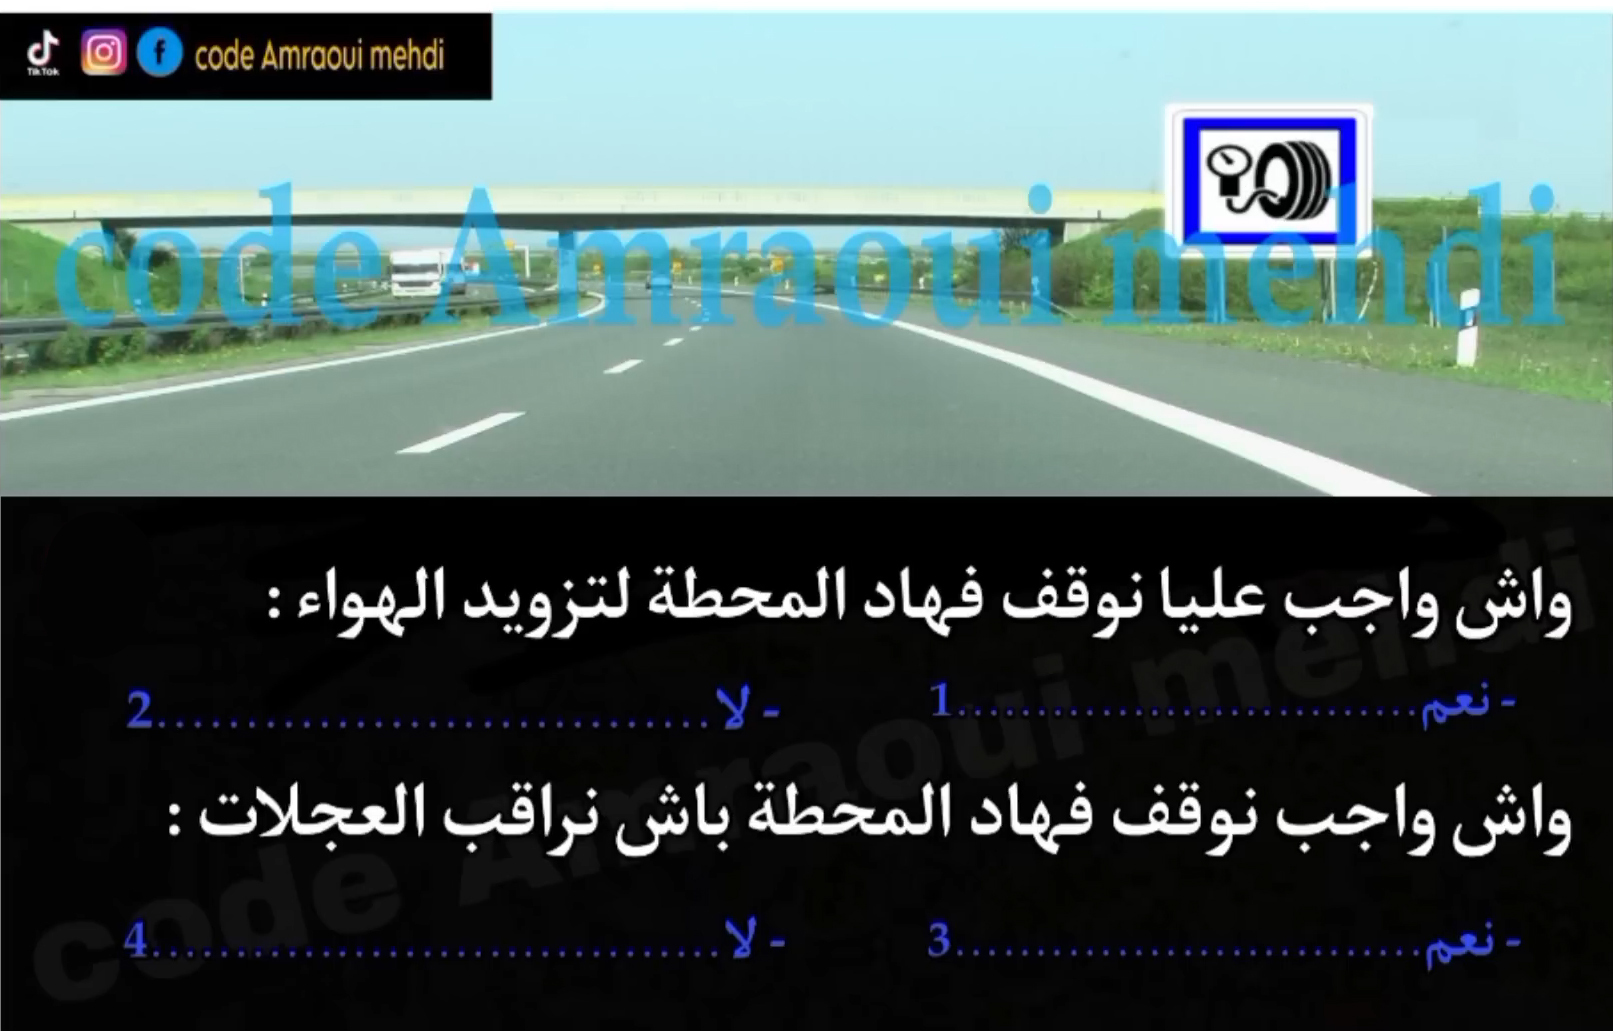 TikTok
code Amraoui mehdi
code Amraoui mehdi
واش واجب عليا نوقف فهاد المحطة لتزويد الهواء :
- نعم............................1 - لا...............................2
واش واجب نوقف فهاد المحطة باش نراقب العجلات :
- نعم............................3 - لا................................4
code Amraoui mehdi